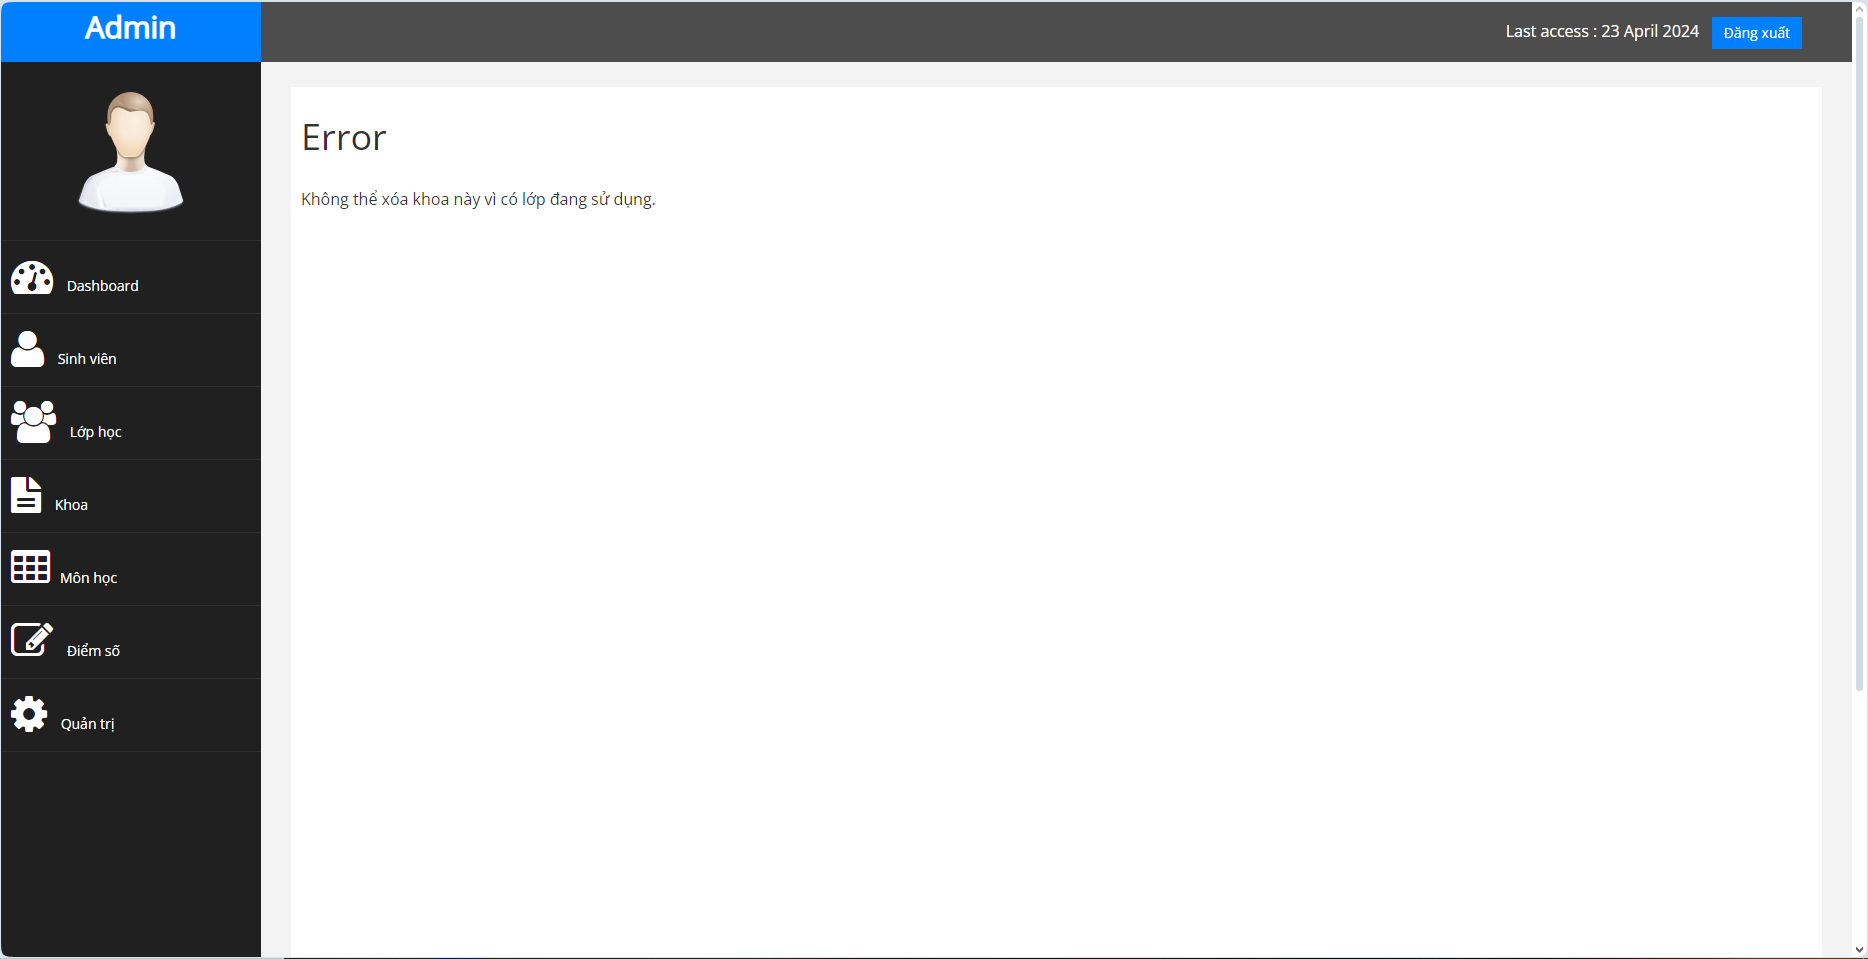 Admin
Last access : 23 April 2024
Đăng xuất
Error
Không thể xóa khoa này vì có lớp đang sử dụng.
Dashboard
Sinh viên
Lớp học
Khoa
Môn học
Điểm số
Quản trị